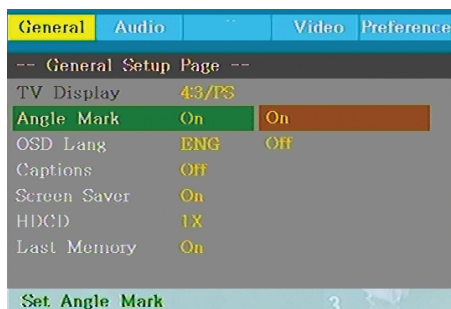 General Audio Video Preference
-- General Setup Page --
TV Display 4:3/PS
Angle Mark On On
OSD Lang ENG Off
Captions Off
Screen Saver On
HDCD 1X
Last Memory On
Set Angle Mark